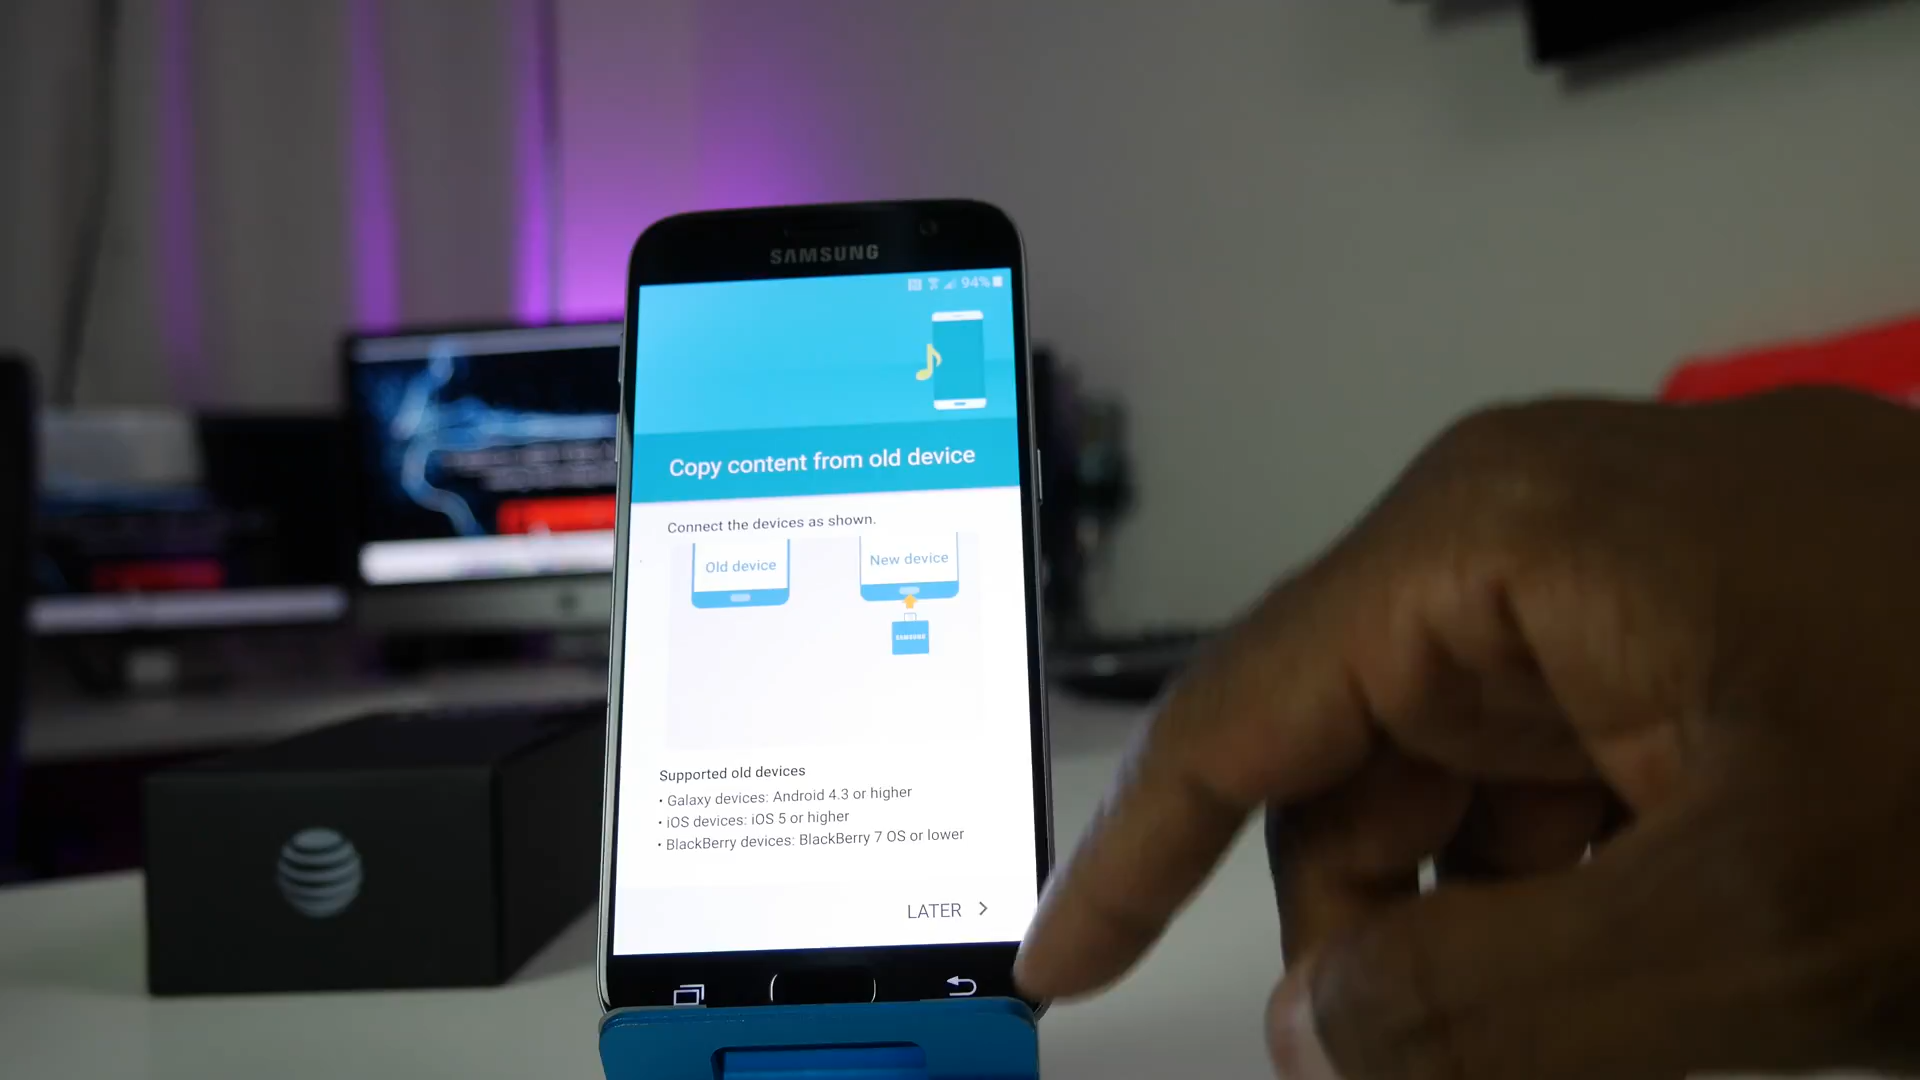 SAMSUNG
94%
Copy content from old device
Connect the devices as shown.
Old device
New device
SAMSUNG
Supported old devices
• Galaxy devices: Android 4.3 or higher
• iOS devices: iOS 5 or higher
• BlackBerry devices: BlackBerry 7 OS or lower
LATER